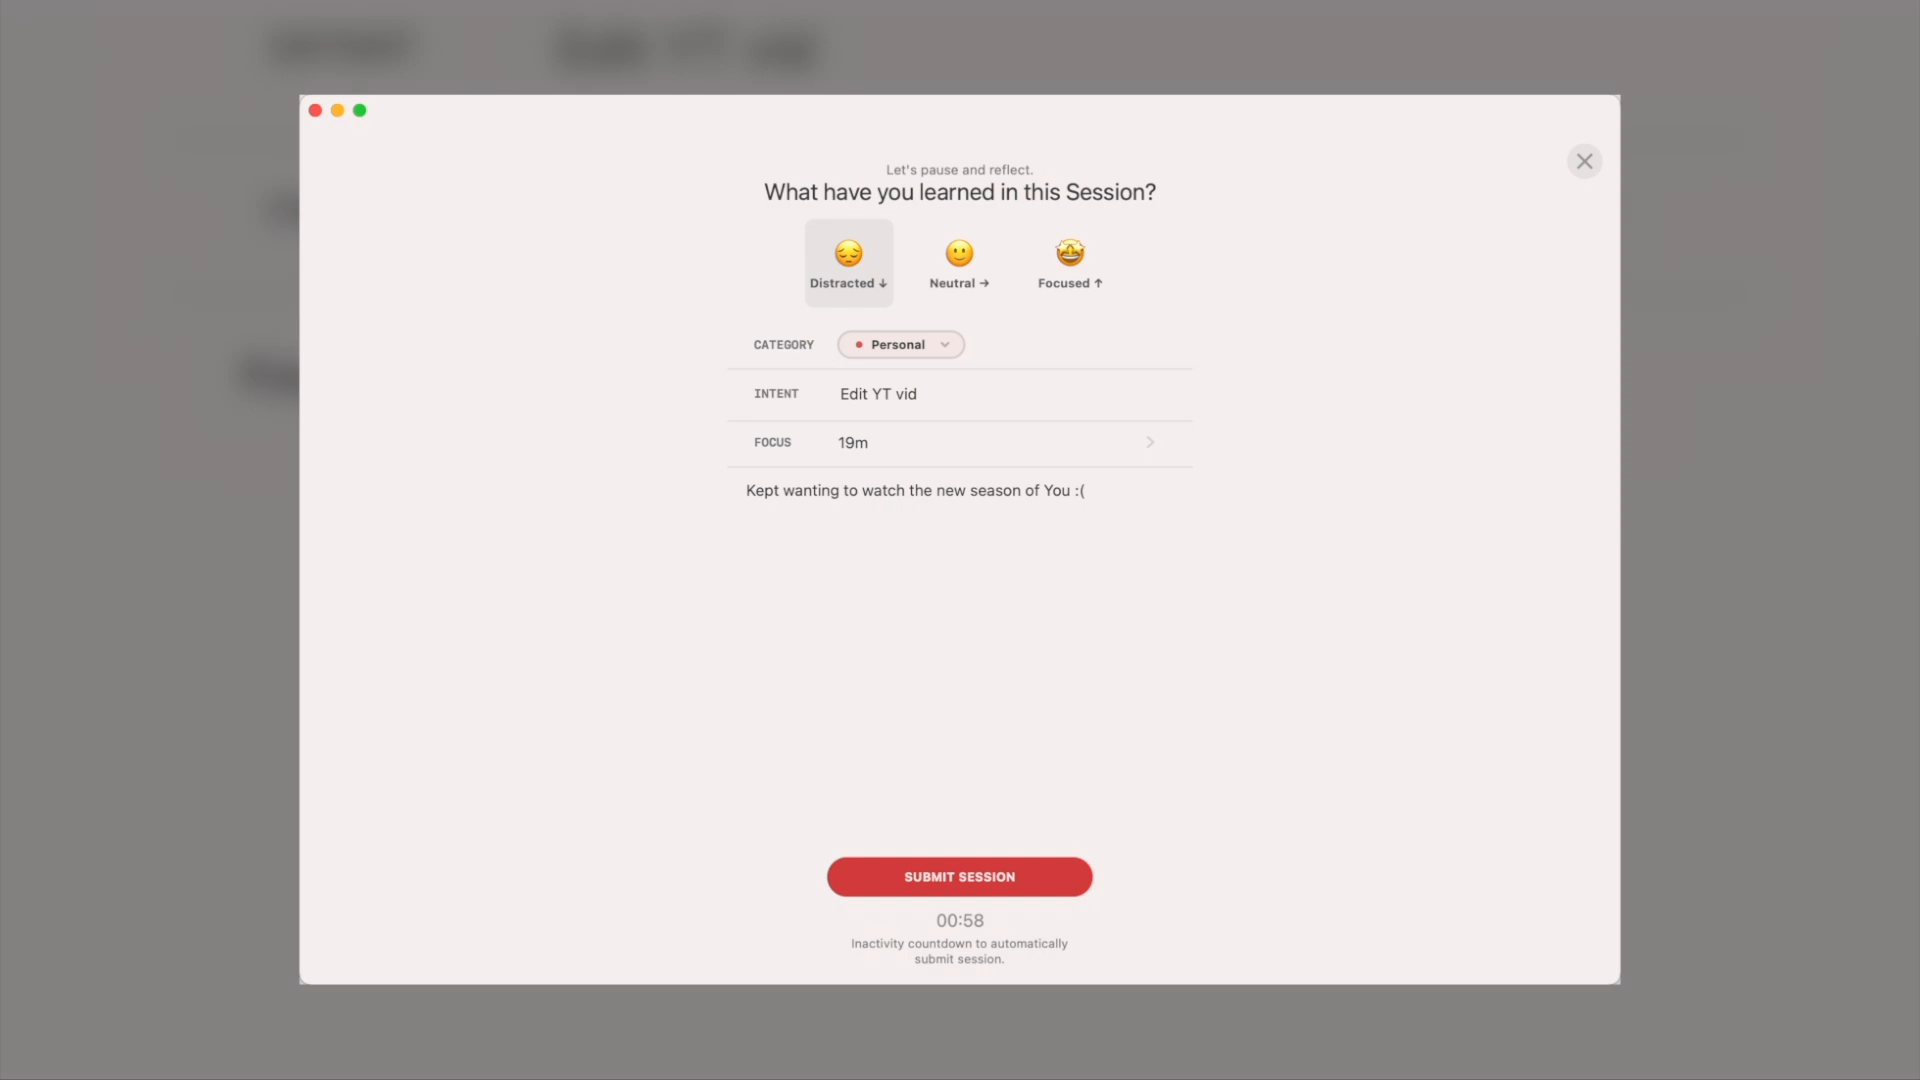 Let's pause and reflect.
What have you learned in this Session?
Distracted ↓
Neutral →
Focused ↑
CATEGORY Personal
INTENT Edit YT vid
FOCUS 19m
Kept wanting to watch the new season of You :(
SUBMIT SESSION
00:58
Inactivity countdown to automatically
submit session.